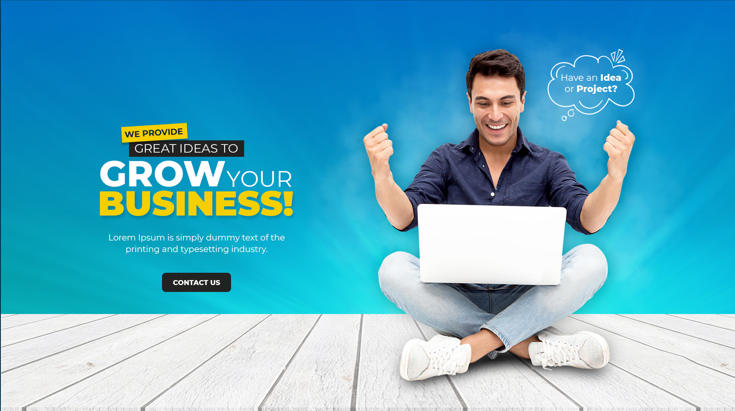 WE PROVIDE
GREAT IDEAS TO
GROW YOUR
BUSINESS!
Lorem Ipsum is simply dummy text of the
printing and typesetting industry.
CONTACT US
Have an Idea
or Project?